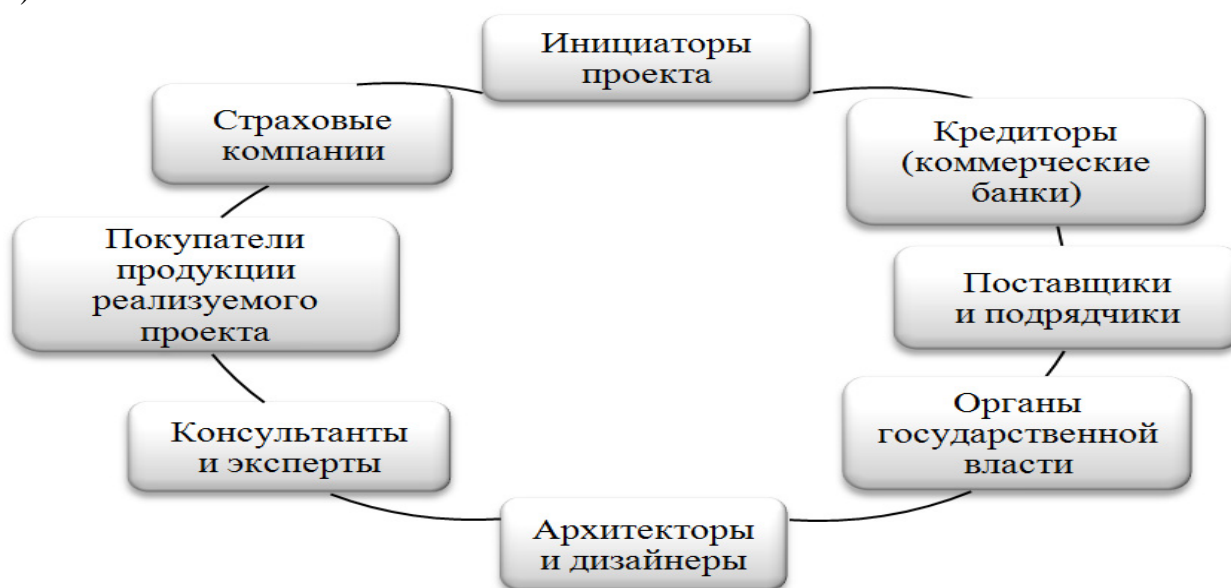 )
Инициаторы
проекта
Кредиторы
(коммерческие
банки)
Поставщики
и подрядчики
Органы
государственной
власти
Архитекторы
и дизайнеры
Консультанты
и эксперты
Покупатели
продукции
реализуемого
проекта
Страховые
компании